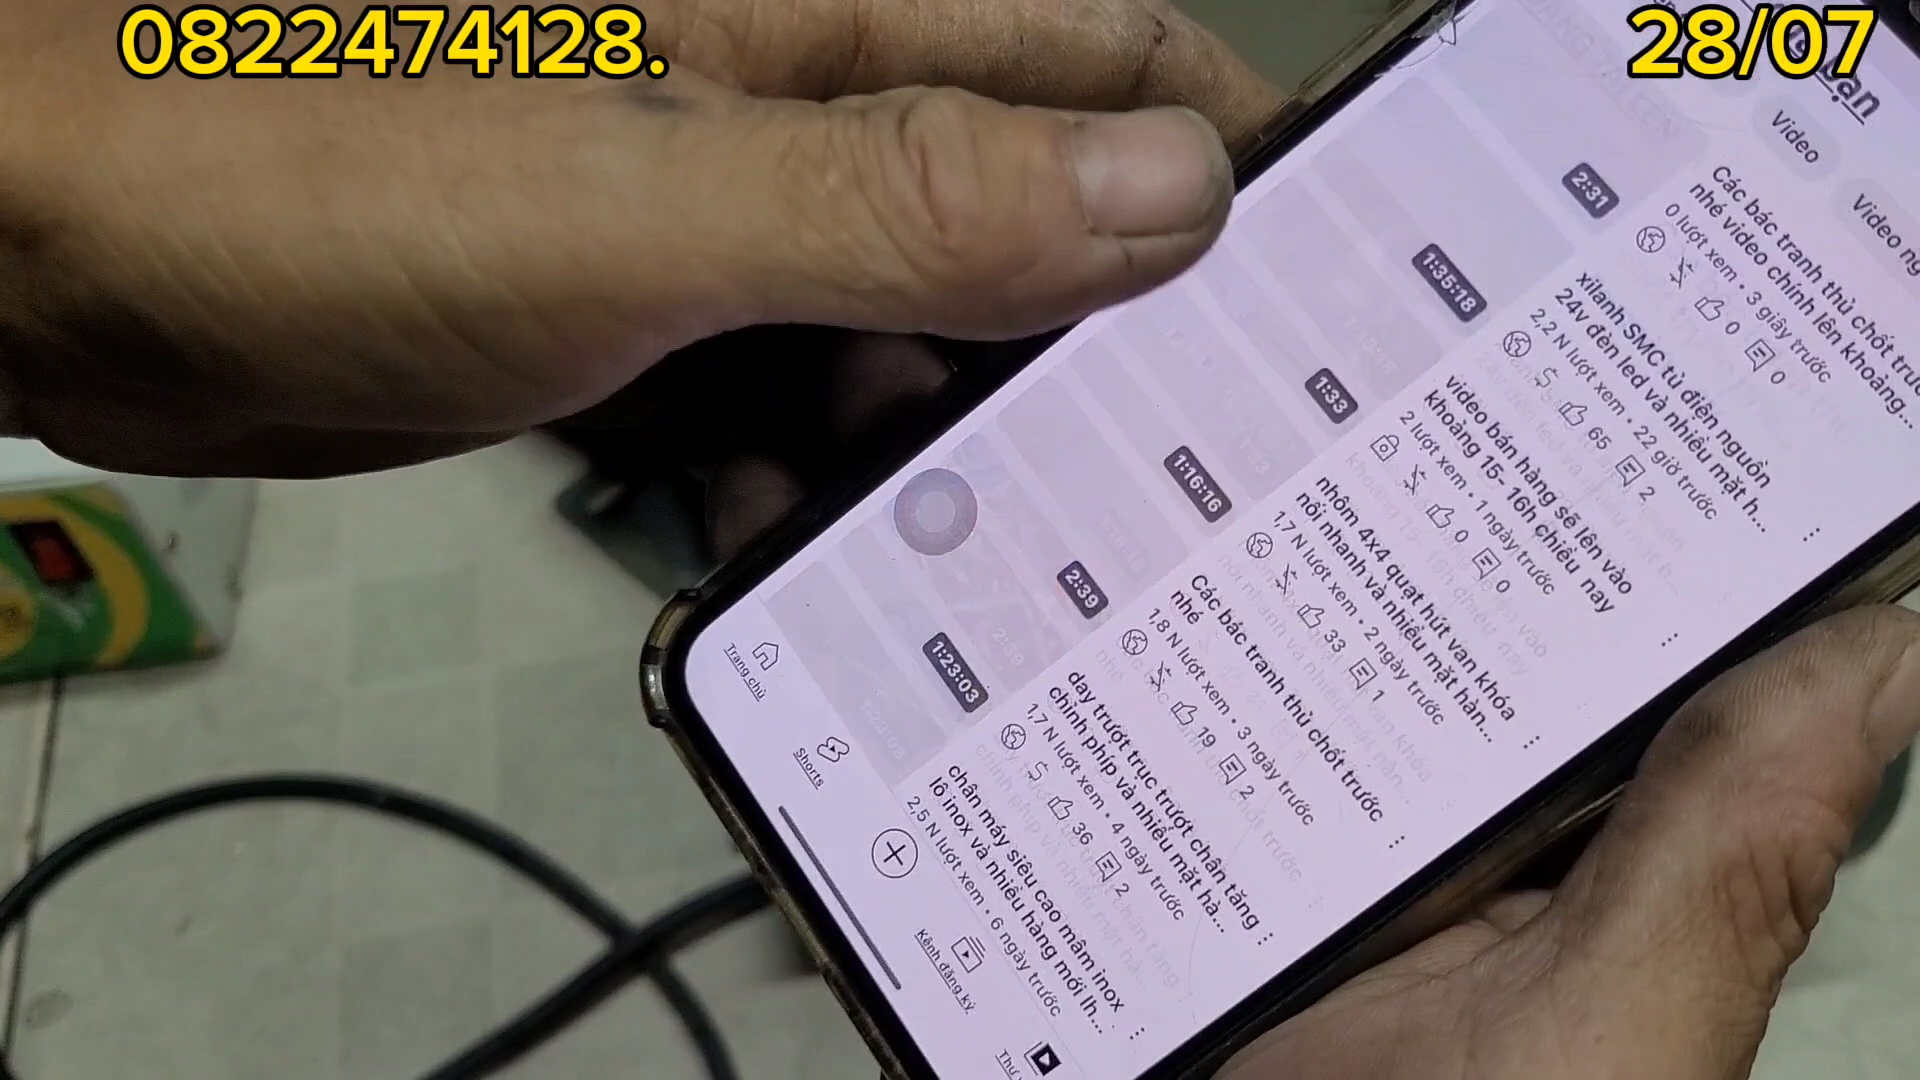 0822474128.
28/07
Video
Video ng
2:31
Các bác tranh thủ chốt trước
nhé video chính lên khoảng...
0 lượt xem • 3 giây trước
0
0
1:35:18
xilanh SMC tủ điện nguồn
24v đèn led và nhiều mặt h...
2,2 N lượt xem • 22 giờ trước
65
2
1:33
video bán hàng sẽ lên vào
khoảng 15- 16h chiều nay
2 lượt xem • 1 ngày trước
0
0
1:16:16
nhôm 4x4 quạt hút van khóa
nối nhanh và nhiều mặt hàn...
1,7 N lượt xem • 2 ngày trước
33
1
2:39
Các bác tranh thủ chốt trước
nhé
1,8 N lượt xem • 3 ngày trước
19
2
1:23:03
day trượt trục trượt chân tăng
chỉnh phíp và nhiều mặt hà...
1,7 N lượt xem • 4 ngày trước
36
2
chân máy siêu cao mâm inox
lô inox và nhiều hàng mới lh...
2,5 N lượt xem • 6 ngày trước
Trang chủ
Shorts
Kênh đăng ký